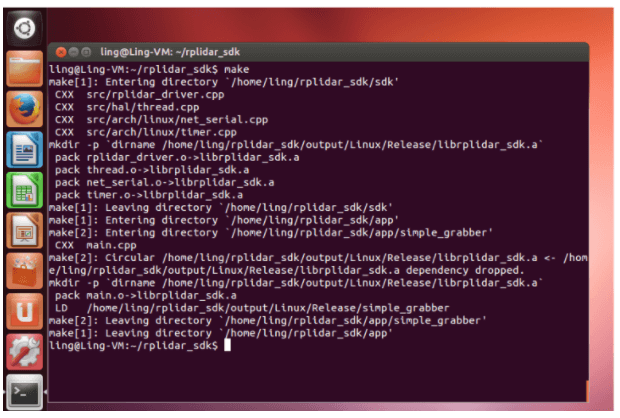 ling@Ling-VM: ~/rplidar_sdk
ling@Ling-VM:~/rplidar_sdk$ make
make[1]: Entering directory `/home/ling/rplidar_sdk/sdk'
CXX src/rplidar_driver.cpp
CXX src/hal/thread.cpp
CXX src/arch/linux/net_serial.cpp
CXX src/arch/linux/timer.cpp
mkdir -p `dirname /home/ling/rplidar_sdk/output/Linux/Release/librplidar_sdk.a`
pack rplidar_driver.o->librplidar_sdk.a
pack thread.o->librplidar_sdk.a
pack net_serial.o->librplidar_sdk.a
pack timer.o->librplidar_sdk.a
make[1]: Leaving directory `/home/ling/rplidar_sdk/sdk'
make[1]: Entering directory `/home/ling/rplidar_sdk/app'
make[2]: Entering directory `/home/ling/rplidar_sdk/app/simple_grabber'
CXX main.cpp
make[2]: Circular /home/ling/rplidar_sdk/output/Linux/Release/librplidar_sdk.a <- /hom
e/ling/rplidar_sdk/output/Linux/Release/librplidar_sdk.a dependency dropped.
mkdir -p `dirname /home/ling/rplidar_sdk/output/Linux/Release/librplidar_sdk.a`
pack main.o->librplidar_sdk.a
LD /home/ling/rplidar_sdk/output/Linux/Release/simple_grabber
make[2]: Leaving directory `/home/ling/rplidar_sdk/app/simple_grabber'
make[1]: Leaving directory `/home/ling/rplidar_sdk/app'
ling@Ling-VM:~/rplidar_sdk$